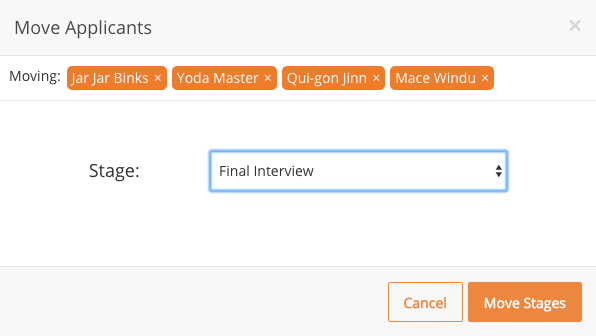 Move Applicants ×
Moving: Jar Jar Binks × Yoda Master × Qui-gon Jinn × Mace Windu ×
Stage: Final Interview
Cancel Move Stages